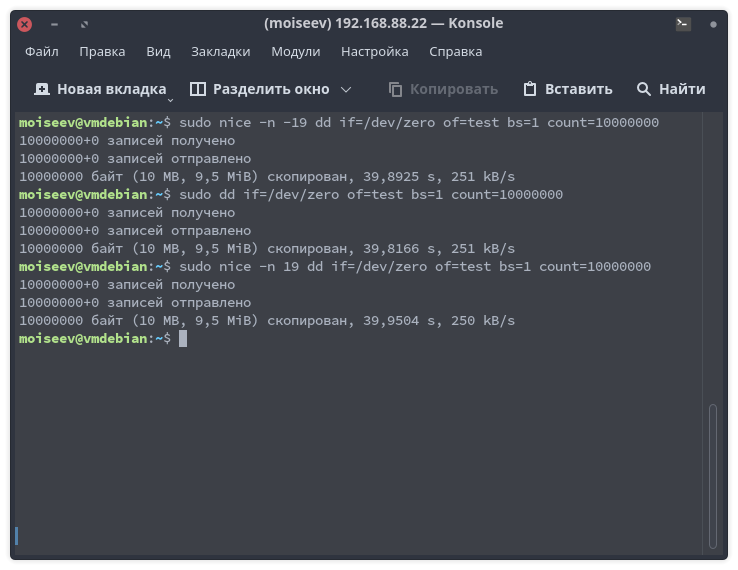 (moiseev) 192.168.88.22 — Konsole
Файл Правка Вид Закладки Модули Настройка Справка
Новая вкладка Разделить окно Копировать Вставить Найти
moiseev@vmdebian:~$ sudo nice -n -19 dd if=/dev/zero of=test bs=1 count=10000000
10000000+0 записей получено
10000000+0 записей отправлено
10000000 байт (10 MB, 9,5 MiB) скопирован, 39,8925 s, 251 kB/s
moiseev@vmdebian:~$ sudo dd if=/dev/zero of=test bs=1 count=10000000
10000000+0 записей получено
10000000+0 записей отправлено
10000000 байт (10 MB, 9,5 MiB) скопирован, 39,8166 s, 251 kB/s
moiseev@vmdebian:~$ sudo nice -n 19 dd if=/dev/zero of=test bs=1 count=10000000
10000000+0 записей получено
10000000+0 записей отправлено
10000000 байт (10 MB, 9,5 MiB) скопирован, 39,9504 s, 250 kB/s
moiseev@vmdebian:~$